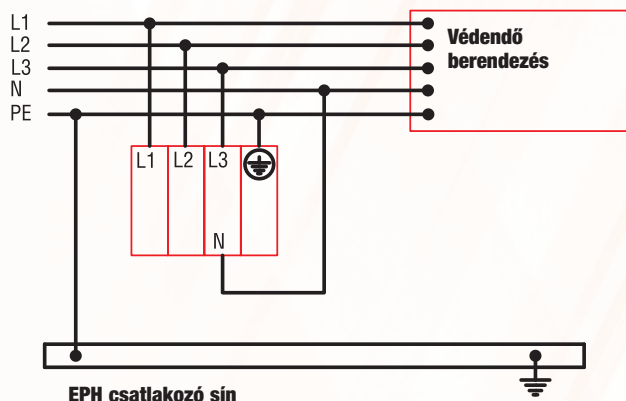 L1
L2
L3
N
PE
Védendő
berendezés
L1 L2 L3
N
EPH csatlakozó sín